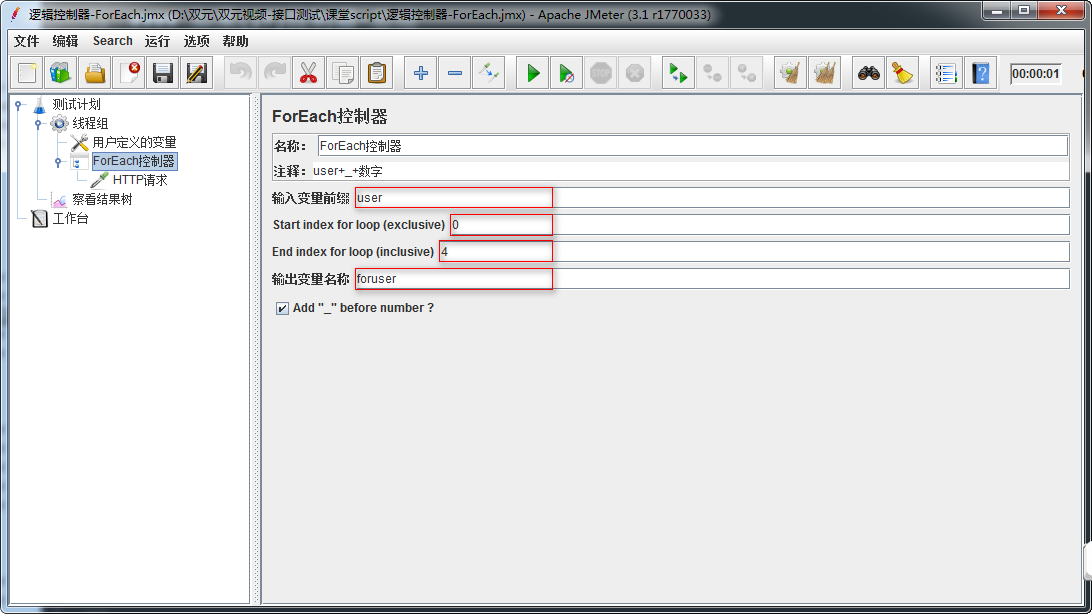 逻辑控制器-ForEach.jmx (D:\双元\双元视频-接口测试\课堂script\逻辑控制器-ForEach.jmx) - Apache JMeter (3.1 r1770033)
文件 编辑 Search 运行 选项 帮助
STOP
00:00:01
测试计划
线程组
用户定义的变量
ForEach控制器
HTTP请求
察看结果树
工作台
ForEach控制器
名称： ForEach控制器
注释： user+_+数字
输入变量前缀 user
Start index for loop (exclusive) 0
End index for loop (inclusive) 4
输出变量名称 foruser
Add "_" before number ?